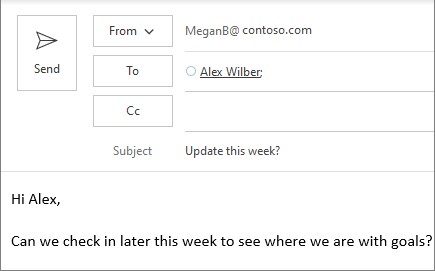 From MeganB@ contoso.com
Send
To Alex Wilber;
Cc
Subject Update this week?
Hi Alex,
Can we check in later this week to see where we are with goals?